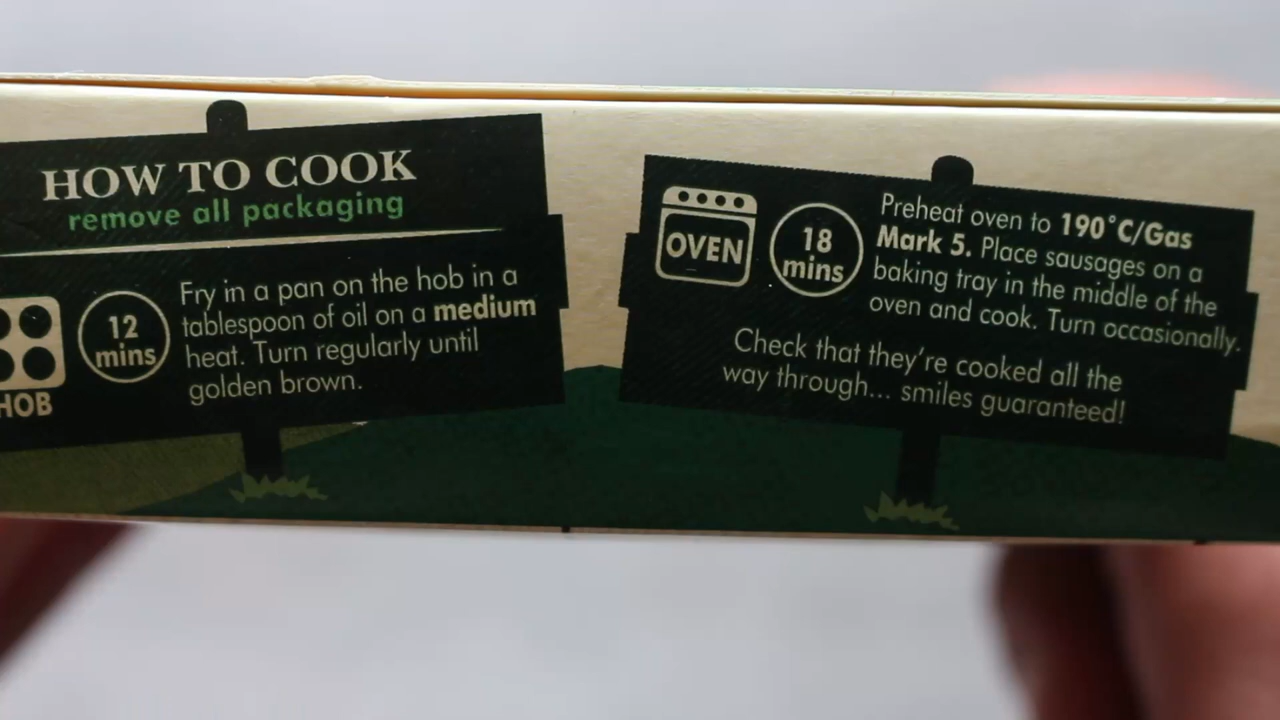 HOW TO COOK
remove all packaging
HOB
12
mins
Fry in a pan on the hob in a
tablespoon of oil on a medium
heat. Turn regularly until
golden brown.
OVEN
18
mins
Preheat oven to 190°C/Gas
Mark 5. Place sausages on a
baking tray in the middle of the
oven and cook. Turn occasionally.
Check that they're cooked all the
way through... smiles guaranteed!